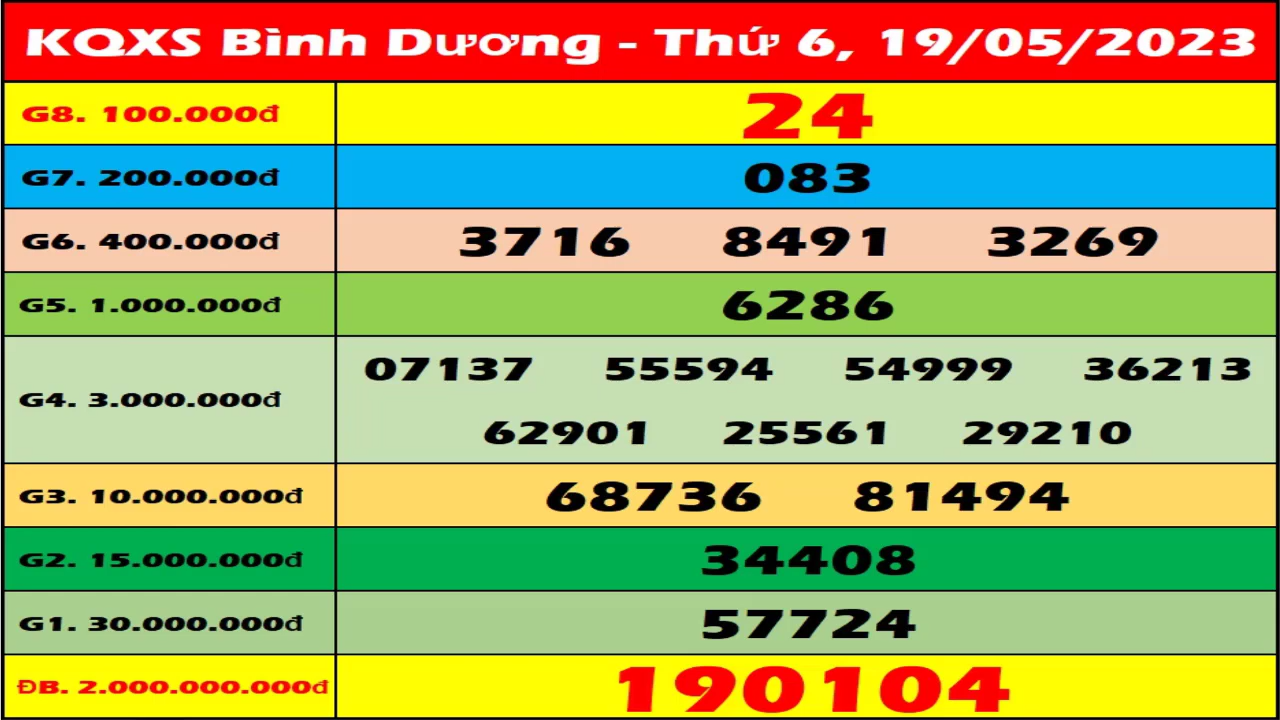 KQXS Bình Dương - Thứ 6, 19/05/2023
G8. 100.000đ 24
G7. 200.000đ 083
G6. 400.000đ 3716 8491 3269
G5. 1.000.000đ 6286
G4. 3.000.000đ 07137 55594 54999 36213
62901 25561 29210
G3. 10.000.000đ 68736 81494
G2. 15.000.000đ 34408
G1. 30.000.000đ 57724
ĐB. 2.000.000.000đ 190104